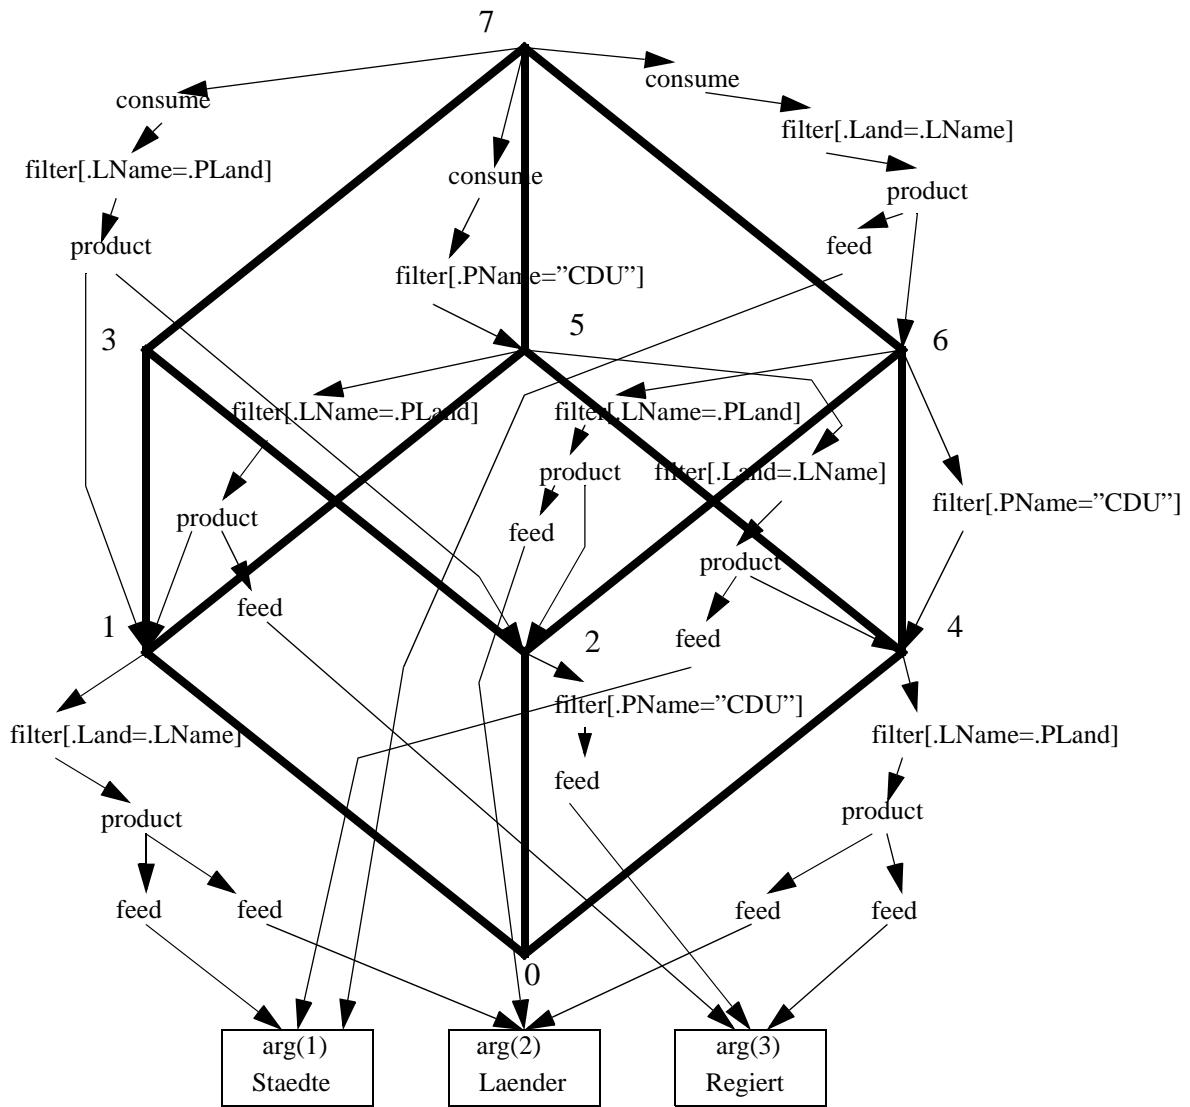 7
consume
consume
filter[.Land=.LName]
filter[.LName=.PLand]
consume
product
product
feed
filter[.PName=”CDU”]
3
5
6
filter[.LName=.PLand]
filter[.LName=.PLand]
product
filter[.Land=.LName]
filter[.PName=”CDU”]
product
feed
product
feed
1
2
4
feed
filter[.PName=”CDU”]
filter[.Land=.LName]
filter[.LName=.PLand]
feed
product
product
feed
feed
feed
feed
0
arg(1)
Staedte
arg(2)
Laender
arg(3)
Regiert